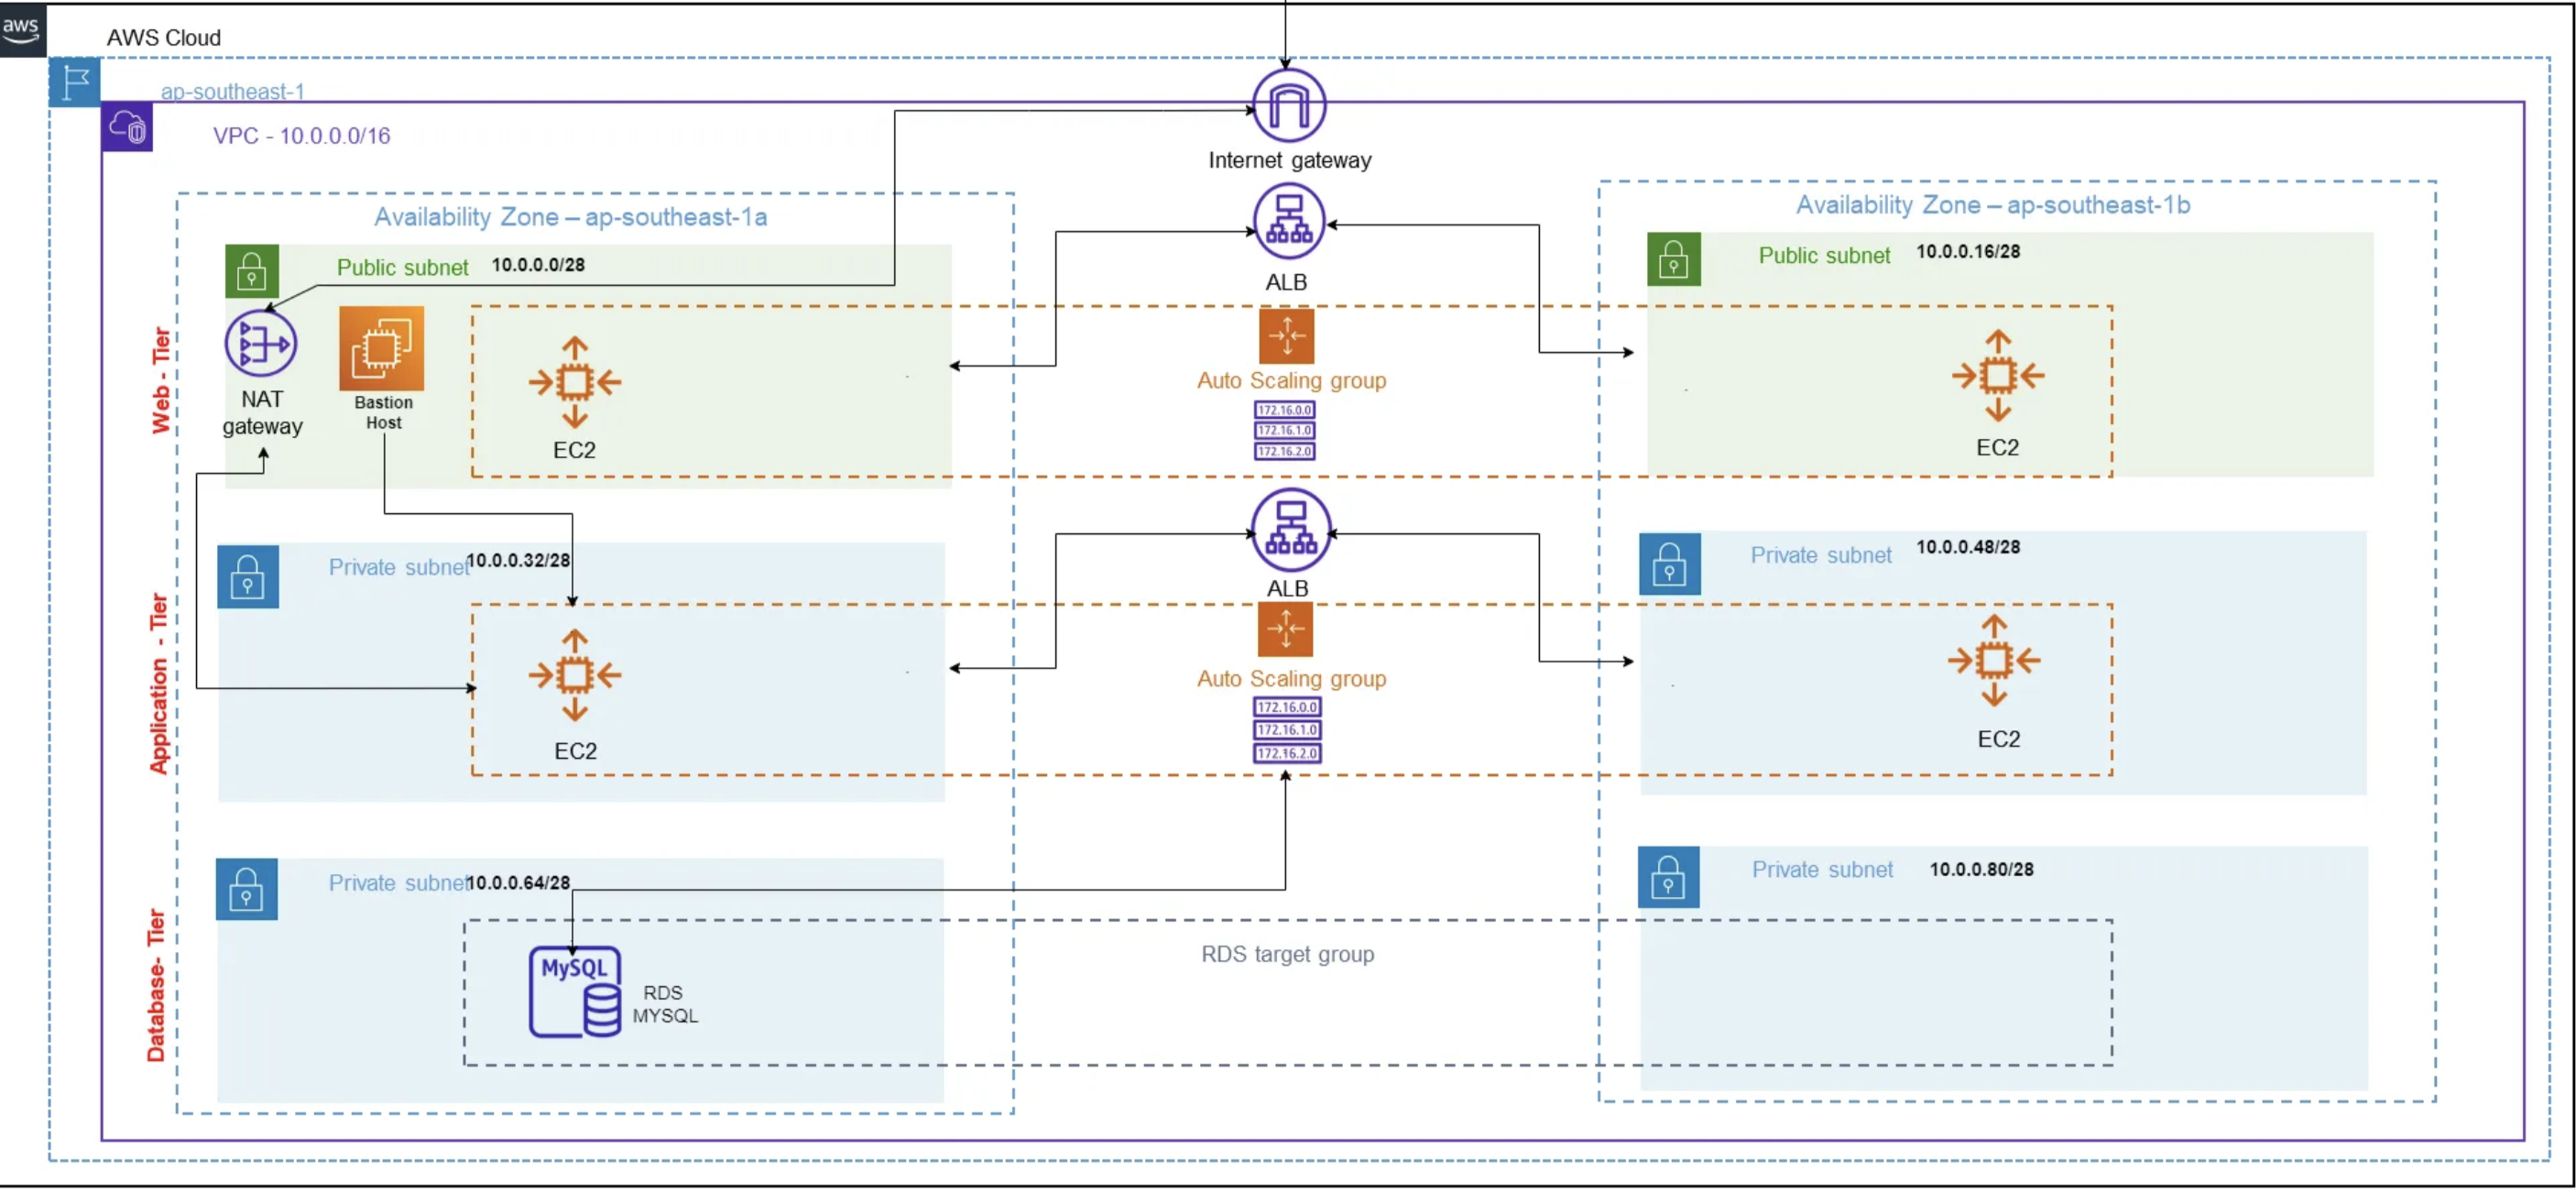 aws
AWS Cloud
ap-southeast-1
VPC - 10.0.0.0/16
Internet gateway
Availability Zone – ap-southeast-1a
Availability Zone – ap-southeast-1b
Public subnet 10.0.0.0/28
ALB
Public subnet 10.0.0.16/28
Web - Tier
NAT
gateway
Bastion
Host
EC2
Auto Scaling group
172.16.0.0
172.16.1.0
172.16.2.0
EC2
Private subnet 10.0.0.32/28
ALB
Private subnet 10.0.0.48/28
Application - Tier
EC2
Auto Scaling group
172.16.0.0
172.16.1.0
172.16.2.0
EC2
Private subnet 10.0.0.64/28
Private subnet 10.0.0.80/28
Database- Tier
MySQL
RDS
MYSQL
RDS target group